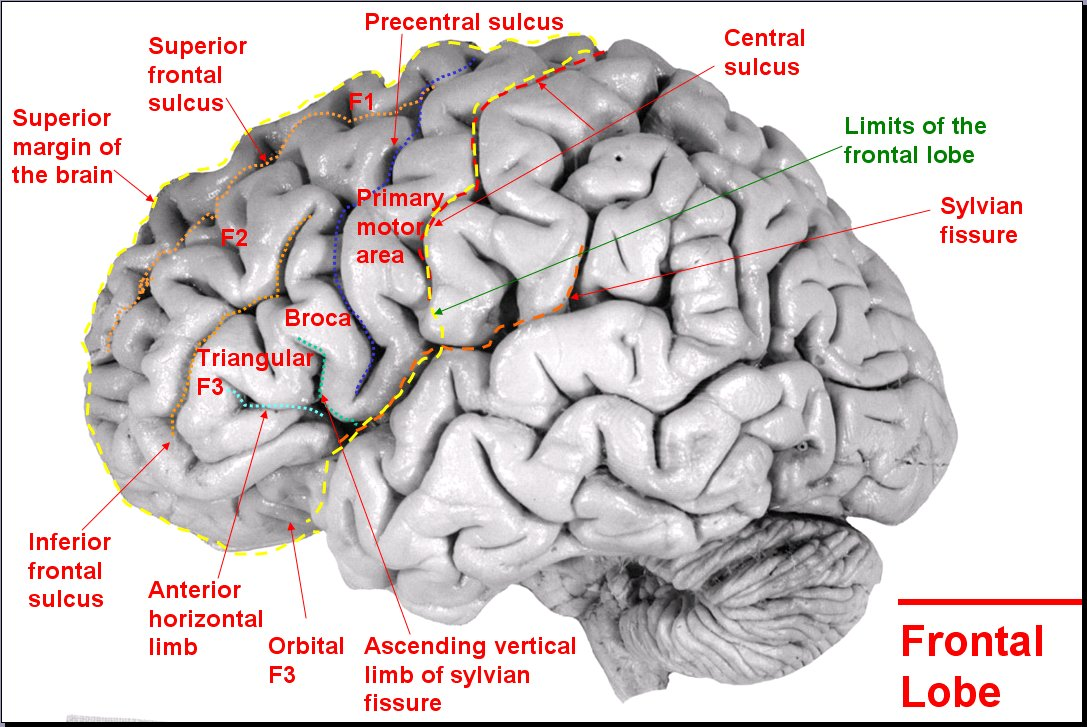 Precentral sulcus
Superior
frontal
sulcus
Central
sulcus
F1
Superior
margin of
the brain
Limits of the
frontal lobe
Primary
motor
area
Sylvian
fissure
F2
Broca
Triangular
F3
Inferior
frontal
sulcus
Anterior
horizontal
limb
Orbital
F3
Ascending vertical
limb of sylvian
fissure
Frontal
Lobe